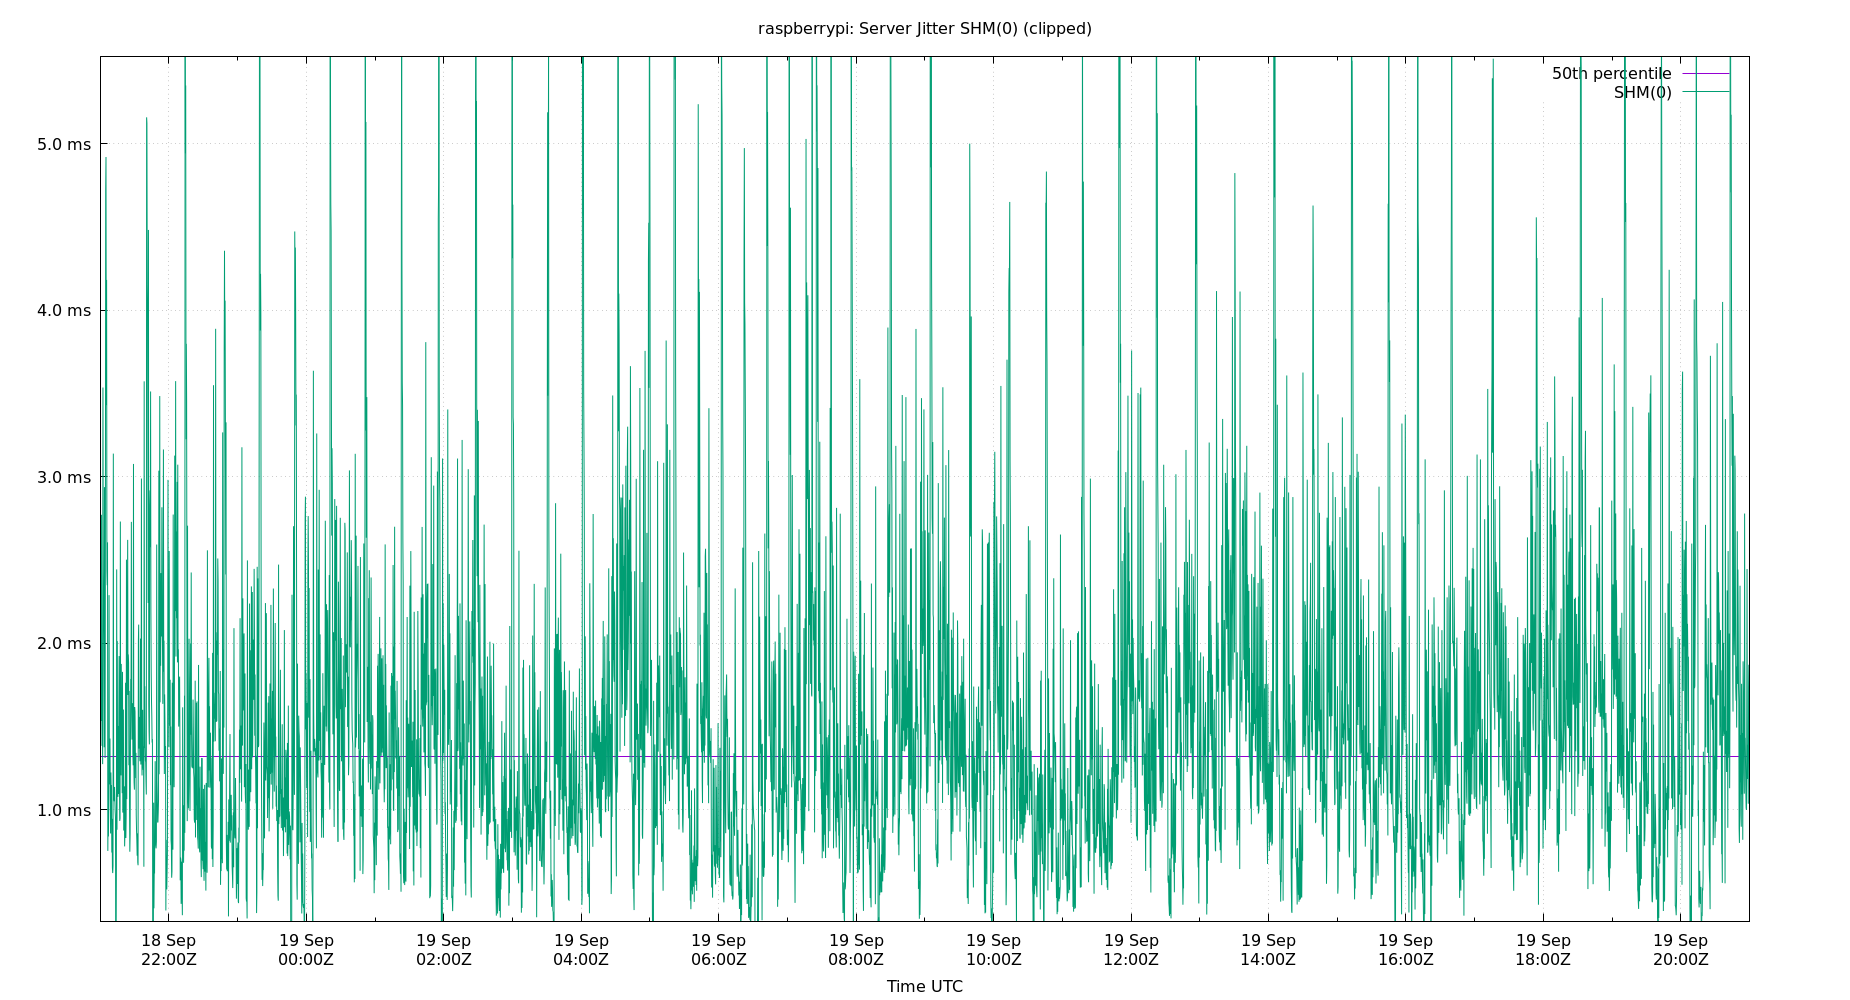 raspberrypi: Server Jitter SHM(0) (clipped)
50th percentile
SHM(0)
5.0 ms
4.0 ms
3.0 ms
2.0 ms
1.0 ms
18 Sep 19 Sep 19 Sep 19 Sep 19 Sep 19 Sep 19 Sep 19 Sep 19 Sep 19 Sep 19 Sep 19 Sep
22:00Z 00:00Z 02:00Z 04:00Z 06:00Z 08:00Z 10:00Z 12:00Z 14:00Z 16:00Z 18:00Z 20:00Z
Time UTC